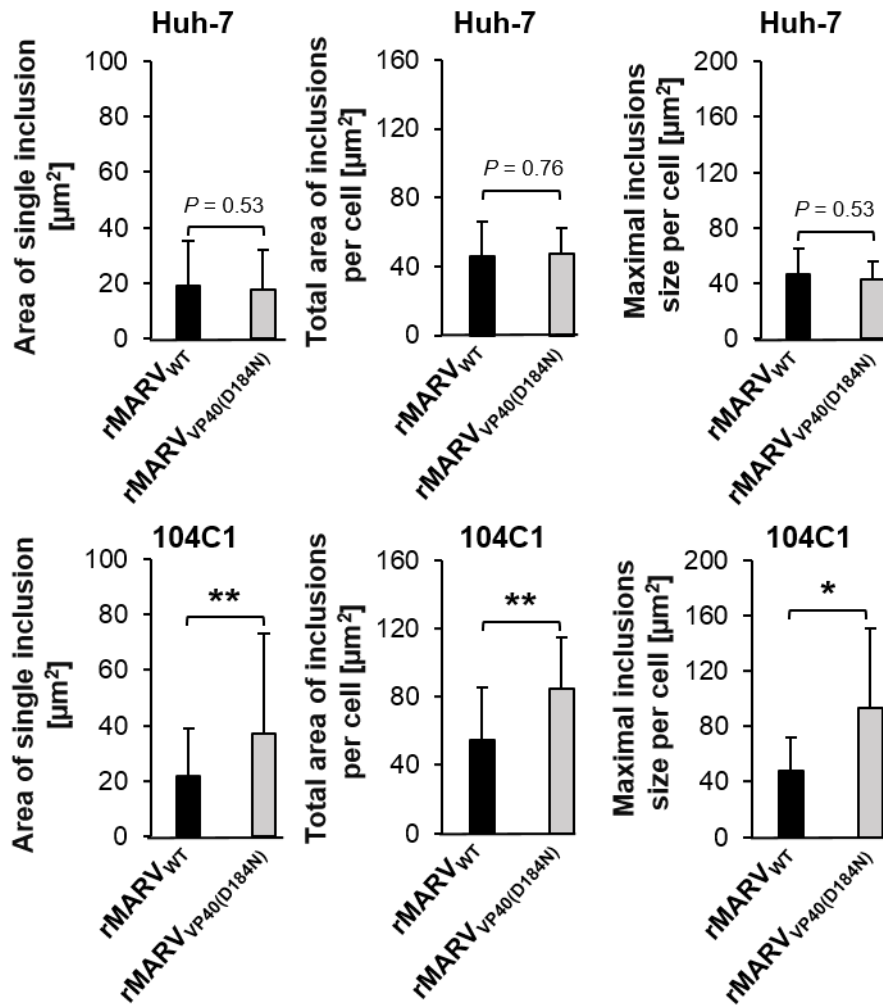 Huh-7
Area of single inclusion
[µm²]
100
80
60
40
20
0
P = 0.53
rMARVWT
rMARVVP40(D184N)
Huh-7
Total area of inclusions
per cell [µm²]
160
120
80
40
0
P = 0.76
rMARVWT
rMARVVP40(D184N)
Huh-7
Maximal inclusions
size per cell [µm²]
200
160
120
80
40
0
P = 0.53
rMARVWT
rMARVVP40(D184N)
104C1
Area of single inclusion
[µm²]
100
80
60
40
20
0
**
rMARVWT
rMARVVP40(D184N)
104C1
Total area of inclusions
per cell [µm²]
160
120
80
40
0
**
rMARVWT
rMARVVP40(D184N)
104C1
Maximal inclusions
size per cell [µm²]
200
160
120
80
40
0
*
rMARVWT
rMARVVP40(D184N)